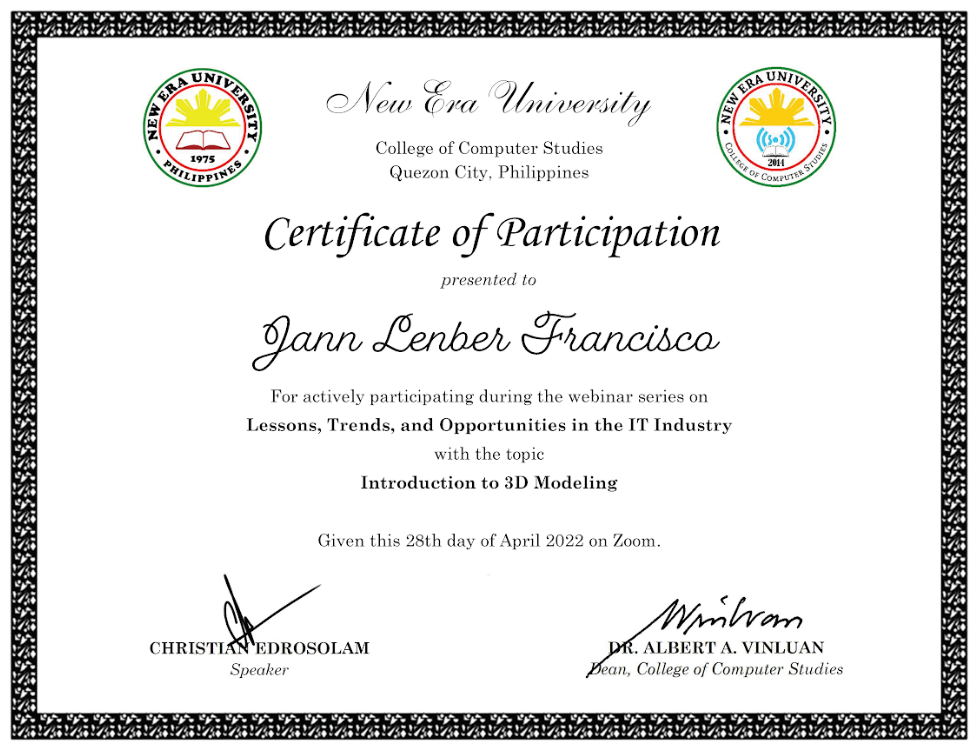 NEW ERA UNIVERSITY
1975
PHILIPPINES
New Era University
College of Computer Studies
Quezon City, Philippines
NEW ERA UNIVERSITY
2014
COLLEGE OF COMPUTER STUDIES
Certificate of Participation
presented to
Jann Lenber Francisco
For actively participating during the webinar series on
Lessons, Trends, and Opportunities in the IT Industry
with the topic
Introduction to 3D Modeling
Given this 28th day of April 2022 on Zoom.
CHRISTIAN EDROSOLAM
Speaker
Winlvan
DR. ALBERT A. VINLUAN
Dean, College of Computer Studies